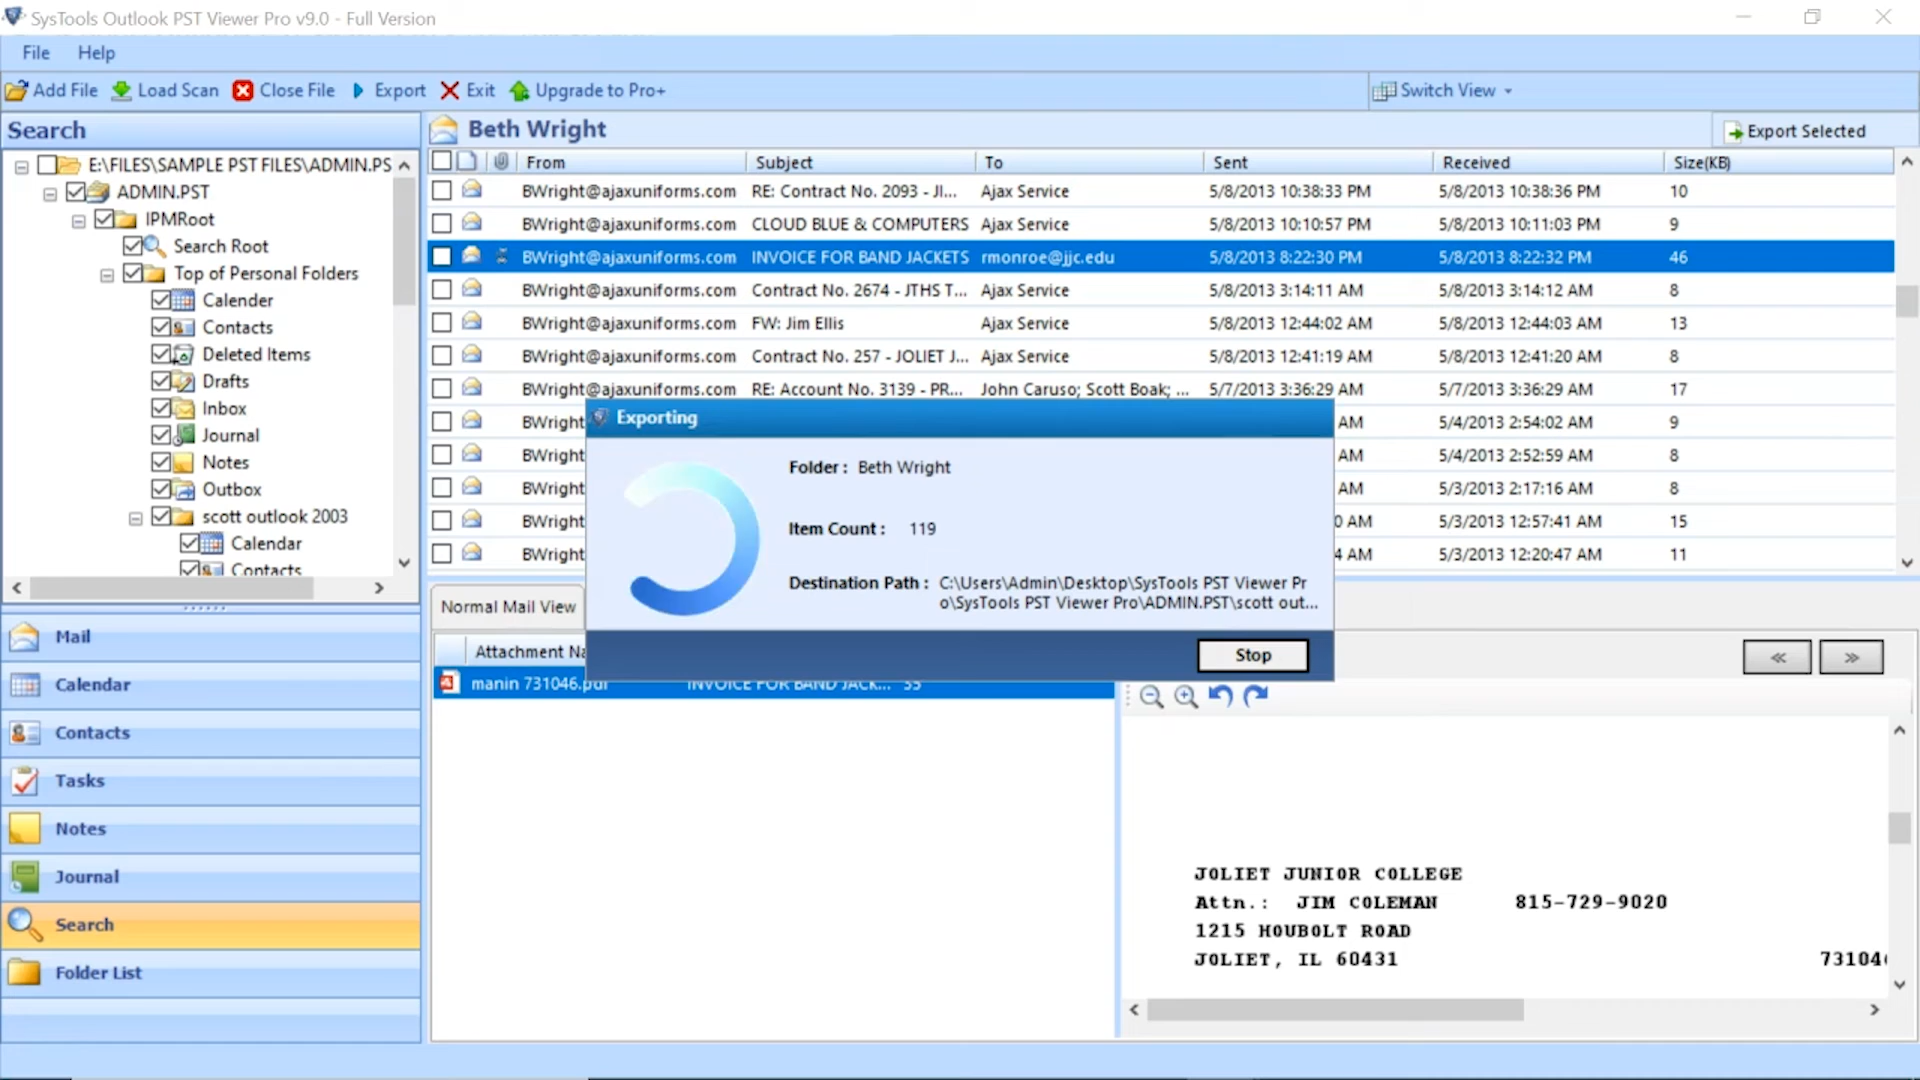 SysTools Outlook PST Viewer Pro v9.0 - Full Version
File Help
Add File Load Scan Close File Export Exit Upgrade to Pro+ Switch View
Search
E:\FILES\SAMPLE PST FILES\ADMIN.PS
ADMIN.PST
IPMRoot
Search Root
Top of Personal Folders
Calender
Contacts
Deleted Items
Drafts
Inbox
Journal
Notes
Outbox
scott outlook 2003
Calendar
Contacts
Mail
Calendar
Contacts
Tasks
Notes
Journal
Search
Folder List
Beth Wright
Export Selected
From Subject To Sent Received Size(KB)
BWright@ajaxuniforms.com RE: Contract No. 2093 - JI... Ajax Service 5/8/2013 10:38:33 PM 5/8/2013 10:38:36 PM 10
BWright@ajaxuniforms.com CLOUD BLUE & COMPUTERS Ajax Service 5/8/2013 10:10:57 PM 5/8/2013 10:11:03 PM 9
BWright@ajaxuniforms.com INVOICE FOR BAND JACKETS rmonroe@jjc.edu 5/8/2013 8:22:30 PM 5/8/2013 8:22:32 PM 46
BWright@ajaxuniforms.com Contract No. 2674 - JTHS T... Ajax Service 5/8/2013 3:14:11 AM 5/8/2013 3:14:12 AM 8
BWright@ajaxuniforms.com FW: Jim Ellis Ajax Service 5/8/2013 12:44:02 AM 5/8/2013 12:44:03 AM 13
BWright@ajaxuniforms.com Contract No. 257 - JOLIET J... Ajax Service 5/8/2013 12:41:19 AM 5/8/2013 12:41:20 AM 8
BWright@ajaxuniforms.com RE: Account No. 3139 - PR... John Caruso; Scott Boak; ... 5/7/2013 3:36:29 AM 5/7/2013 3:36:29 AM 17
BWright AM 5/4/2013 2:54:02 AM 9
BWright AM 5/4/2013 2:52:59 AM 8
BWright AM 5/3/2013 2:17:16 AM 8
BWright 0 AM 5/3/2013 12:57:41 AM 15
BWright 4 AM 5/3/2013 12:20:47 AM 11
Exporting
Folder : Beth Wright
Item Count : 119
Destination Path : C:\Users\Admin\Desktop\SysTools PST Viewer Pr
o\SysTools PST Viewer Pro\ADMIN.PST\scott out...
Stop
Normal Mail View
Attachment Na
manin 731046.pdf INVOICE FOR BAND JACK... 35
JOLIET JUNIOR COLLEGE
Attn.: JIM COLEMAN 815-729-9020
1215 HOUBOLT ROAD
JOLIET, IL 60431 73104